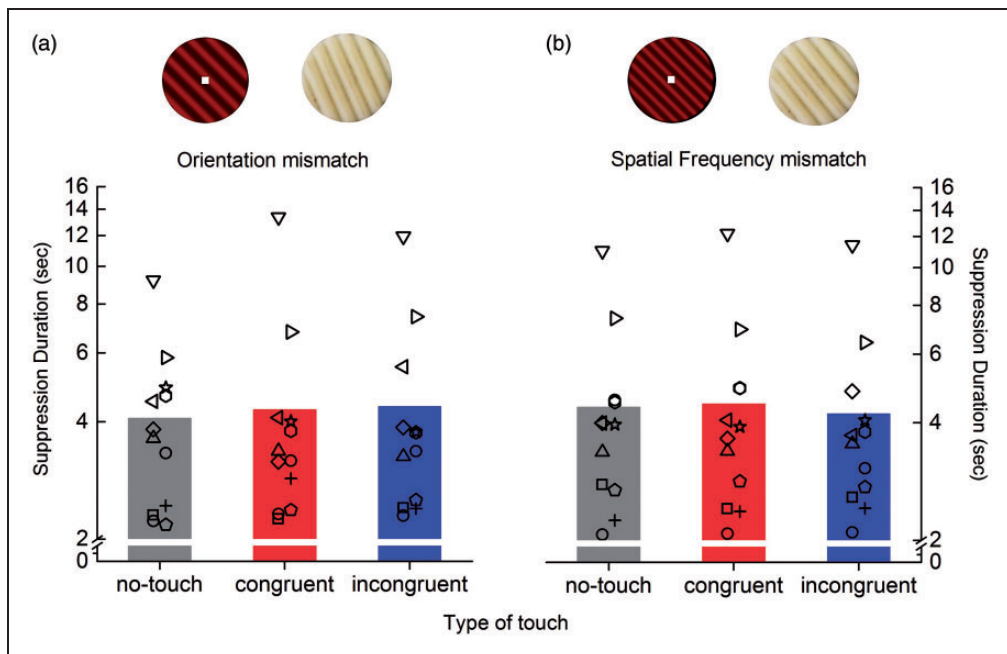 (a)
(b)
Orientation mismatch
Spatial Frequency mismatch
Suppression Duration (sec)
16
14
12
10
8
6
4
2
0
no-touch
congruent
incongruent
16
14
12
10
8
6
4
2
0
Suppression Duration (sec)
no-touch
congruent
incongruent
Type of touch